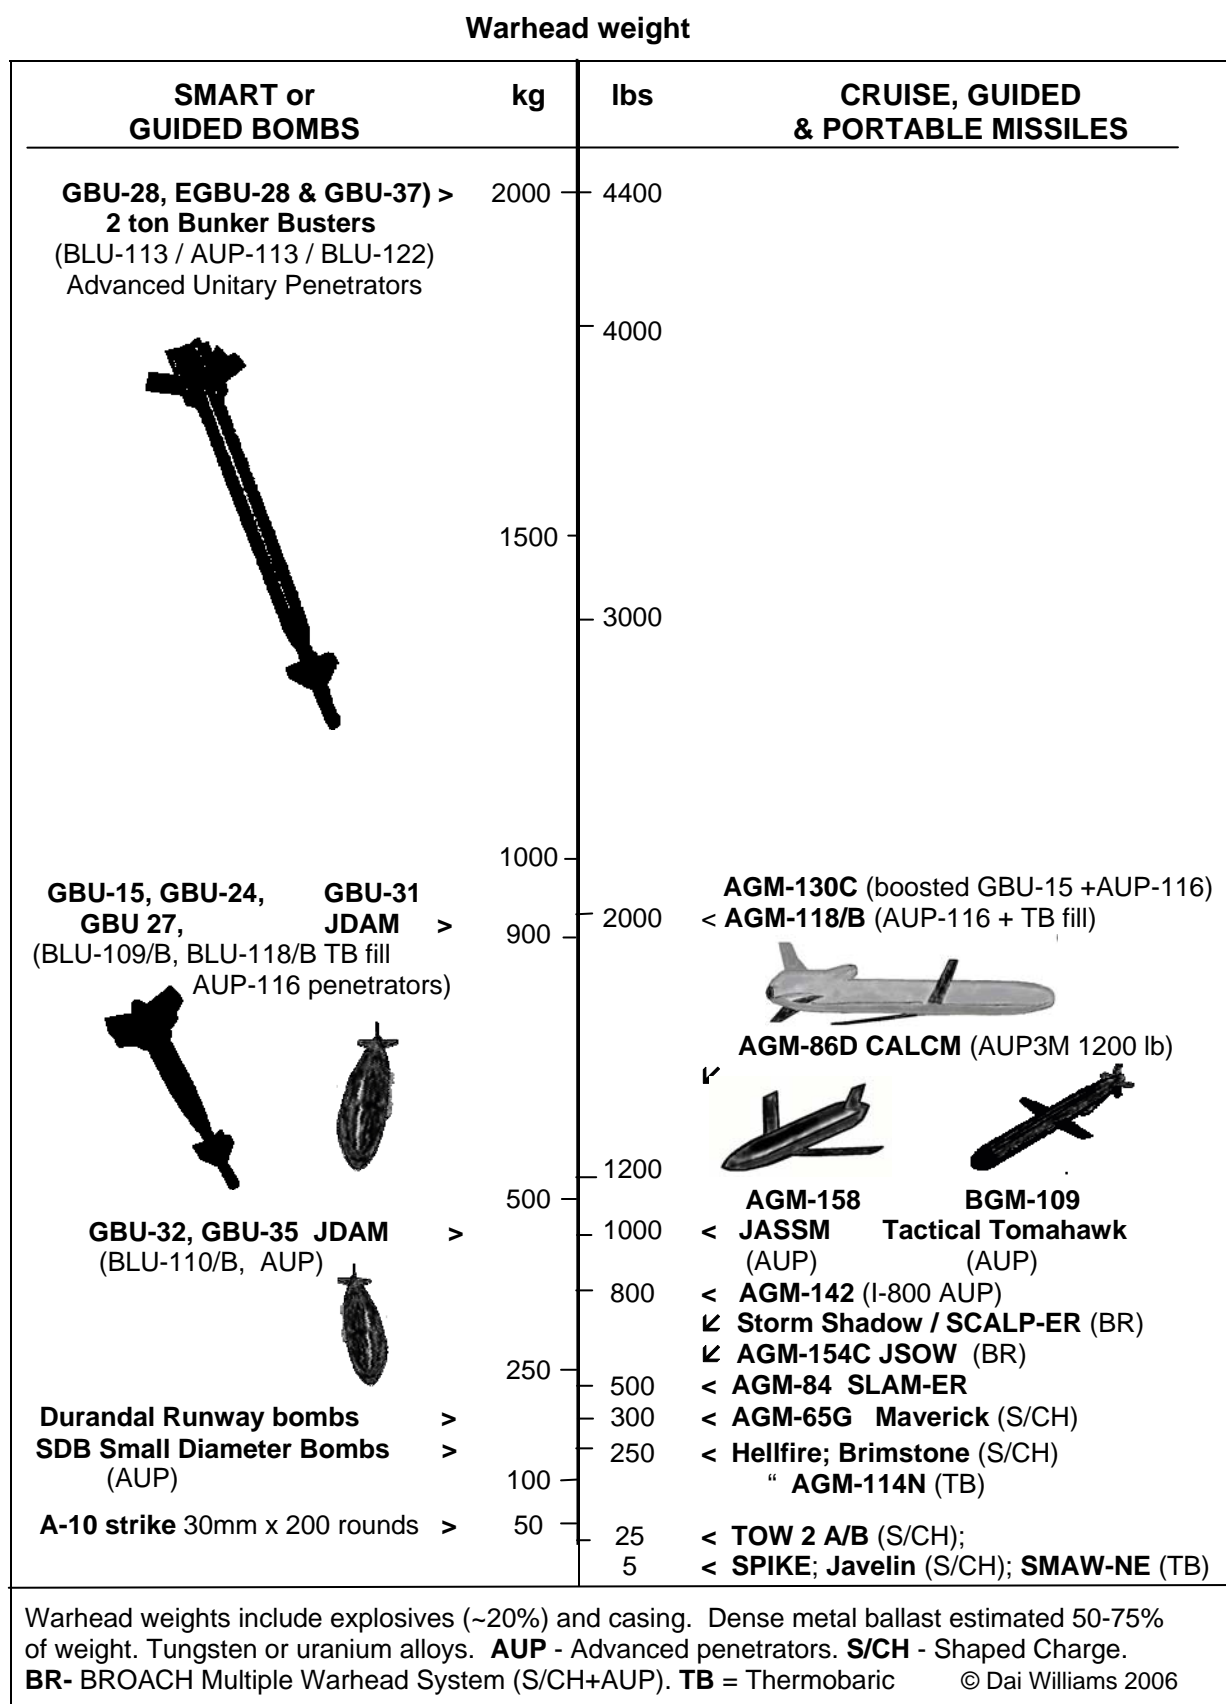 Warhead weight
SMART or
GUIDED BOMBS
kg
lbs
CRUISE, GUIDED
& PORTABLE MISSILES
GBU-28, EGBU-28 & GBU-37) > 2000 4400
2 ton Bunker Busters
(BLU-113 / AUP-113 / BLU-122)
Advanced Unitary Penetrators
4000
1500
3000
1000
GBU-15, GBU-24, GBU-31
GBU 27, JDAM > 900
(BLU-109/B, BLU-118/B TB fill
AUP-116 penetrators)
AGM-130C (boosted GBU-15 +AUP-116)
2000 < AGM-118/B (AUP-116 + TB fill)
AGM-86D CALCM (AUP3M 1200 lb)
↙
1200
500
AGM-158 BGM-109
GBU-32, GBU-35 JDAM > 1000 < JASSM Tactical Tomahawk
(BLU-110/B, AUP) (AUP) (AUP)
800 < AGM-142 (I-800 AUP)
↙ Storm Shadow / SCALP-ER (BR)
↙ AGM-154C JSOW (BR)
250
500 < AGM-84 SLAM-ER
Durandal Runway bombs > 300 < AGM-65G Maverick (S/CH)
SDB Small Diameter Bombs > 250 < Hellfire; Brimstone (S/CH)
(AUP) 100 “ AGM-114N (TB)
A-10 strike 30mm x 200 rounds > 50
25 < TOW 2 A/B (S/CH);
5 < SPIKE; Javelin (S/CH); SMAW-NE (TB)
Warhead weights include explosives (~20%) and casing. Dense metal ballast estimated 50-75%
of weight. Tungsten or uranium alloys. AUP - Advanced penetrators. S/CH - Shaped Charge.
BR- BROACH Multiple Warhead System (S/CH+AUP). TB = Thermobaric © Dai Williams 2006